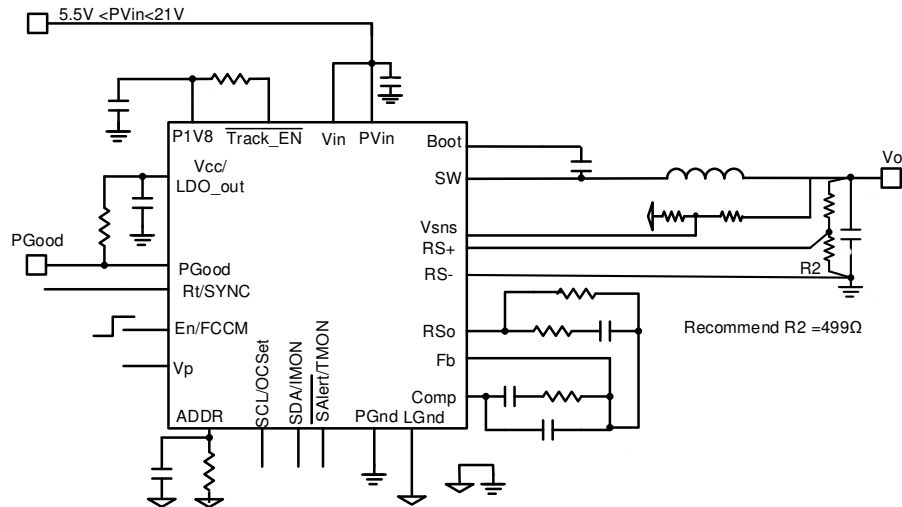 5.5V <PVin<21V
P1V8
Track_EN
Vin
PVin
Boot
Vcc/
LDO_out
SW
Vo
Vsns
PGood
RS+
PGood
R2
RS-
Rt/SYNC
En/FCCM
RSo
Recommend R2 =499Ω
Fb
Vp
Comp
ADDR
SCL/OCSet
SDA/IMON
SAlert/TMON
PGnd
LGnd